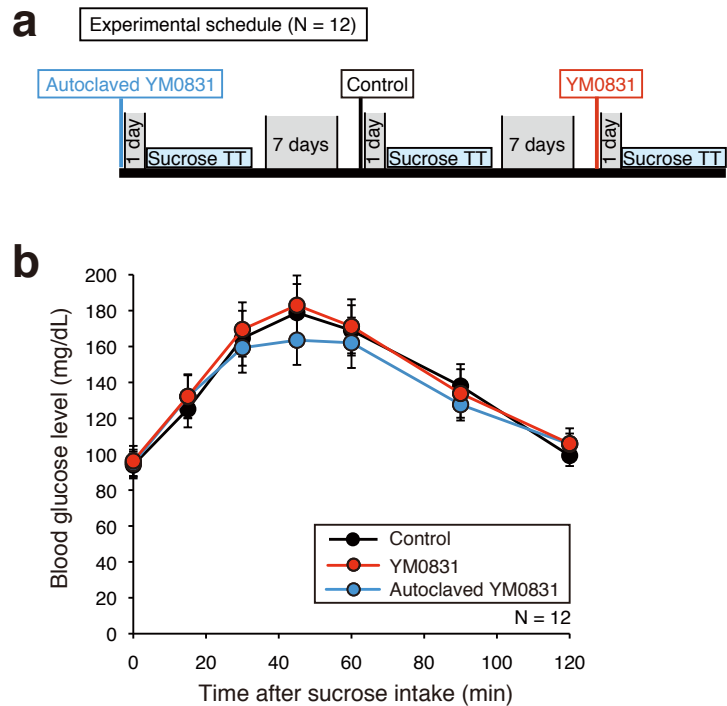 a
Experimental schedule (N = 12)
Autoclaved YM0831
Control
YM0831
1 day
Sucrose TT
7 days
1 day
Sucrose TT
7 days
1 day
Sucrose TT
b
Blood glucose level (mg/dL)
200
180
160
140
120
100
80
60
40
20
0
Control
YM0831
Autoclaved YM0831
N = 12
0
20
40
60
80
100
120
Time after sucrose intake (min)